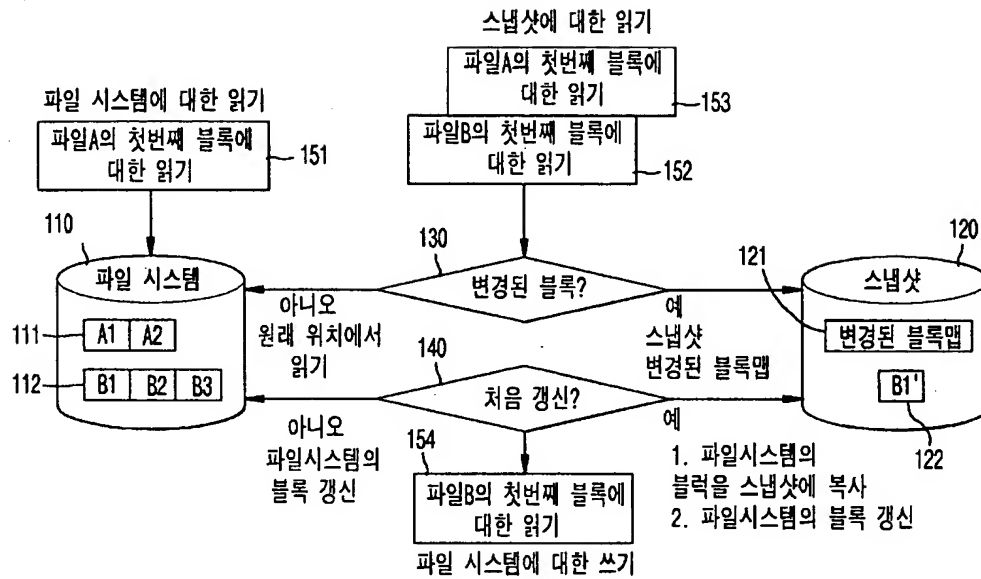 스냅샷에 대한 읽기
파일A의 첫번째 블록에
대한 읽기
153
파일 시스템에 대한 읽기
파일A의 첫번째 블록에
대한 읽기
151
파일B의 첫번째 블록에
대한 읽기
152
110
파일 시스템
111
A1 A2
112
B1 B2 B3
130
변경된 블록?
아니오
원래 위치에서
읽기
예
스냅샷
변경된 블록맵
120
스냅샷
121
변경된 블록맵
B1'
122
140
처음 갱신?
아니오
파일시스템의
블록 갱신
예
1. 파일시스템의
블럭을 스냅샷에 복사
2. 파일시스템의 블록 갱신
154
파일B의 첫번째 블록에
대한 읽기
파일 시스템에 대한 쓰기